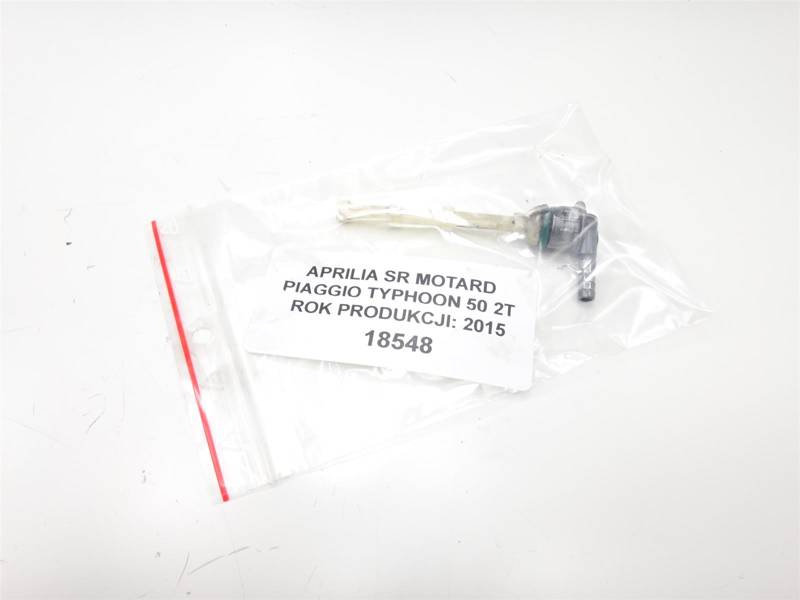 APRILIA SR MOTARD
PIAGGIO TYPHOON 50 2T
ROK PRODUKCJI: 2015
18548